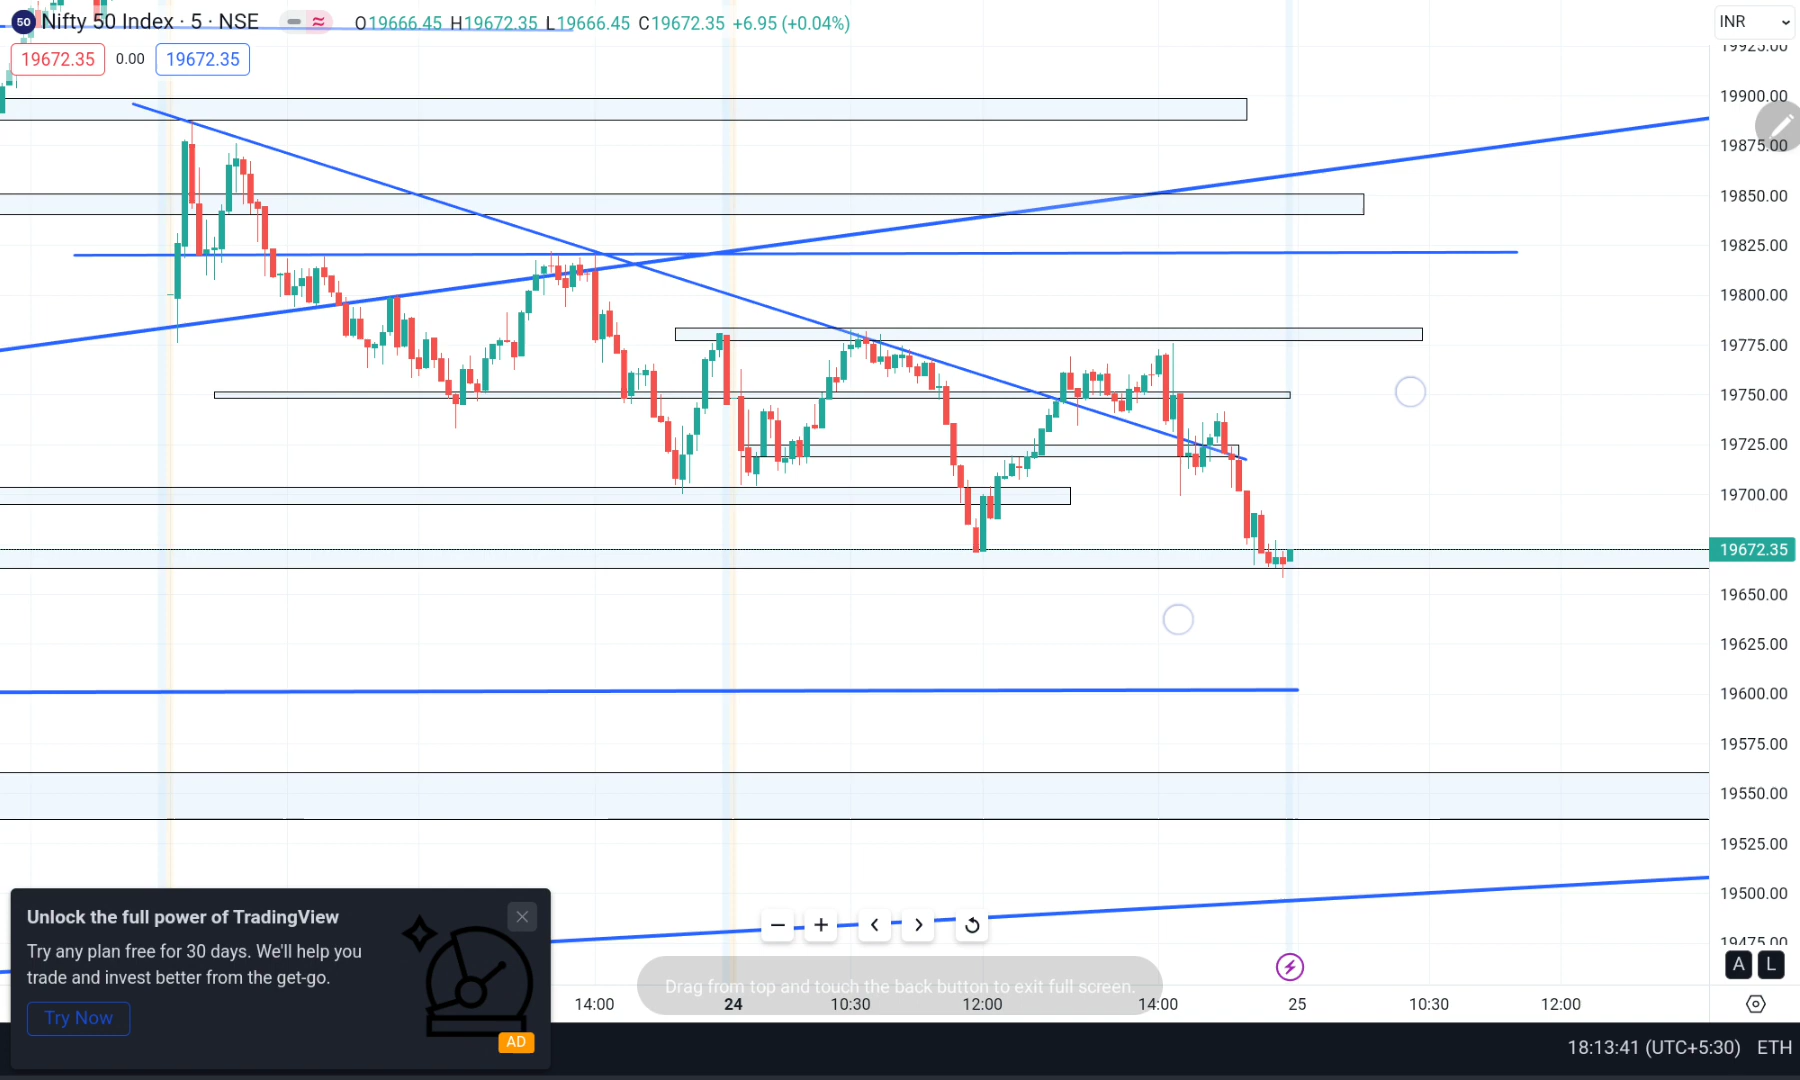 50 Nifty 50 Index · 5 · NSE O19666.45 H19672.35 L19666.45 C19672.35 +6.95 (+0.04%)
INR
19672.35 0.00 19672.35
19925.00
19900.00
19875.00
19850.00
19825.00
19800.00
19775.00
19750.00
19725.00
19700.00
19672.35
19650.00
19625.00
19600.00
19575.00
19550.00
19525.00
19500.00
19475.00
A L
Unlock the full power of TradingView
Try any plan free for 30 days. We'll help you
trade and invest better from the get-go.
Try Now
AD
Drag from top and touch the back button to exit full screen.
14:00 24 10:30 12:00 14:00 25 10:30 12:00
18:13:41 (UTC+5:30) ETH